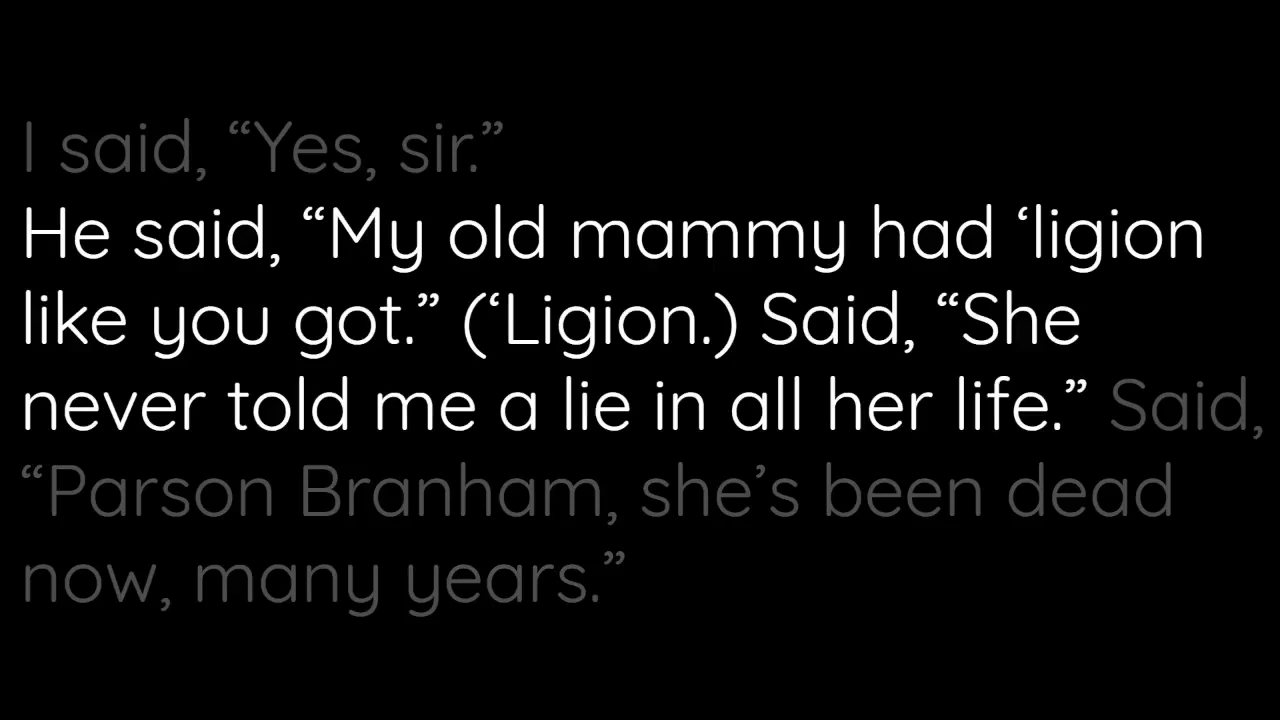 I said, “Yes, sir.”
He said, “My old mammy had ‘ligion
like you got.” (‘Ligion.) Said, “She
never told me a lie in all her life.” Said,
“Parson Branham, she’s been dead
now, many years.”